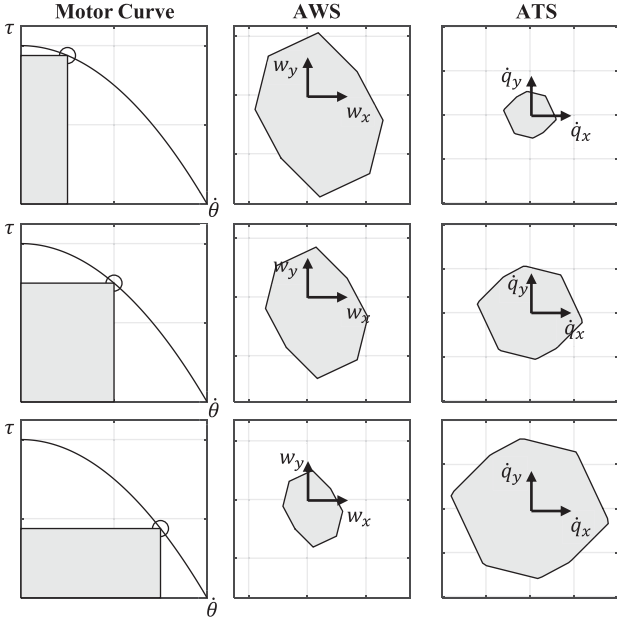 Motor Curve AWS ATS
τ
w_y
w_x
q̇_y
q̇_x
θ̇
τ
w_y
w_x
q̇_y
q̇_x
θ̇
τ
w_y
w_x
q̇_y
q̇_x
θ̇